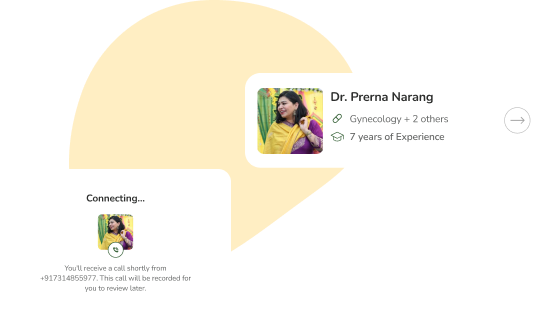 Dr. Prerna Narang
Gynecology + 2 others
7 years of Experience
Connecting...
You'll receive a call shortly from
+917314855977. This call will be recorded for
you to review later.